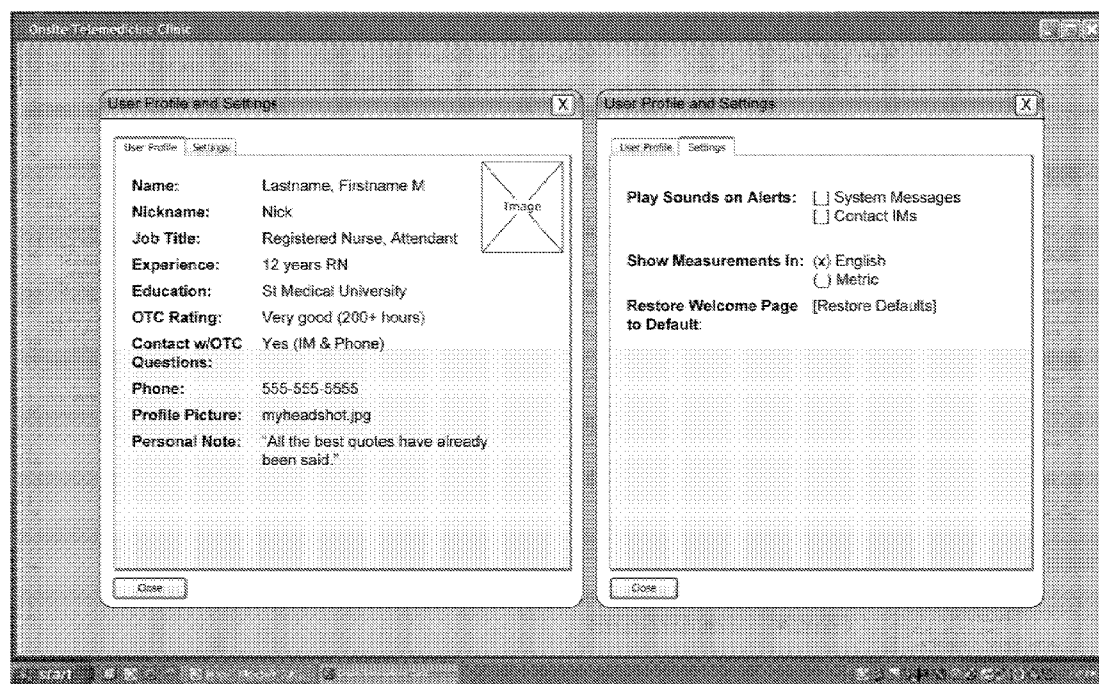 Onsite Telemedicine Clinic
User Profile and Settings X
User Profile Settings
Image
Name: Lastname, Firstname M
Nickname: Nick
Job Title: Registered Nurse, Attendant
Experience: 12 years RN
Education: St Medical University
OTC Rating: Very good (200+ hours)
Contact w/OTC Yes (IM & Phone)
Questions:
Phone: 555-555-5555
Profile Picture: myheadshot.jpg
Personal Note: "All the best quotes have already
been said."
Close
User Profile and Settings X
User Profile Settings
Play Sounds on Alerts: [_] System Messages
[_] Contact IMs
Show Measurements In: (x) English
(_) Metric
Restore Welcome Page [Restore Defaults]
to Default:
Close
start